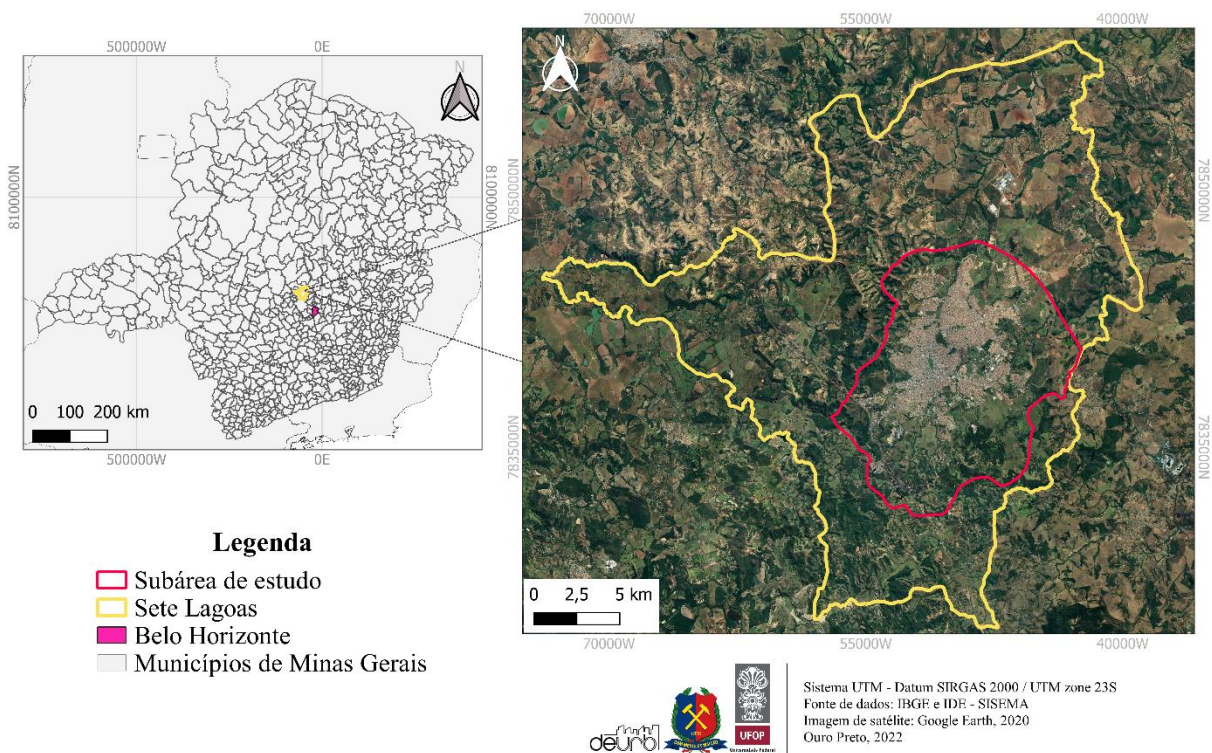 500000W
0E
N
8100000N
8100000N
0 100 200 km
500000W
0E
70000W
55000W
40000W
N
7850000N
7850000N
7835000N
7835000N
0 2,5 5 km
70000W
55000W
40000W
Legenda
Subárea de estudo
Sete Lagoas
Belo Horizonte
Municípios de Minas Gerais
deurb
UFOP
Universidade Federal
Sistema UTM - Datum SIRGAS 2000 / UTM zone 23S
Fonte de dados: IBGE e IDE - SISEMA
Imagem de satélite: Google Earth, 2020
Ouro Preto, 2022